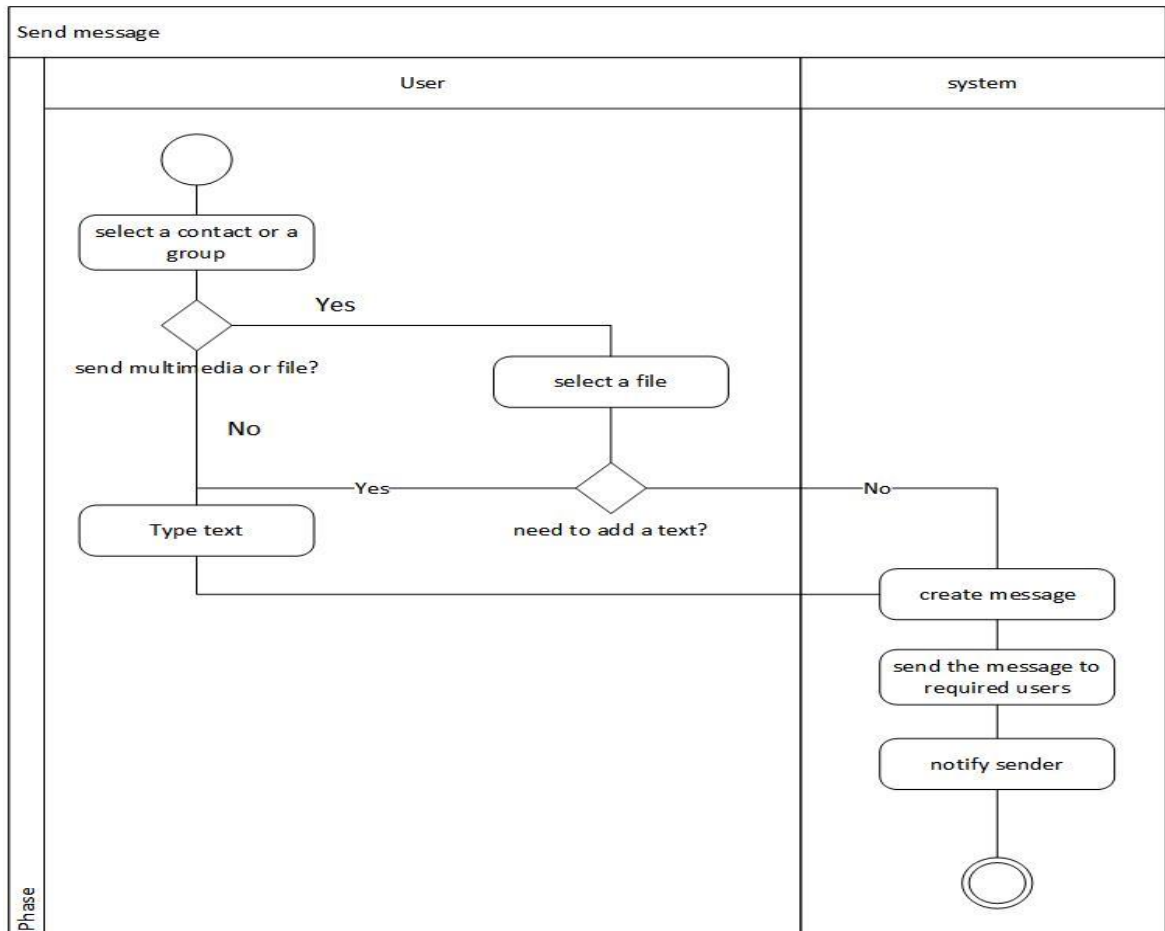 Send message
User
system
select a contact or a
group
Yes
send multimedia or file?
select a file
No
Yes
No
Type text
need to add a text?
create message
send the message to
required users
notify sender
Phase